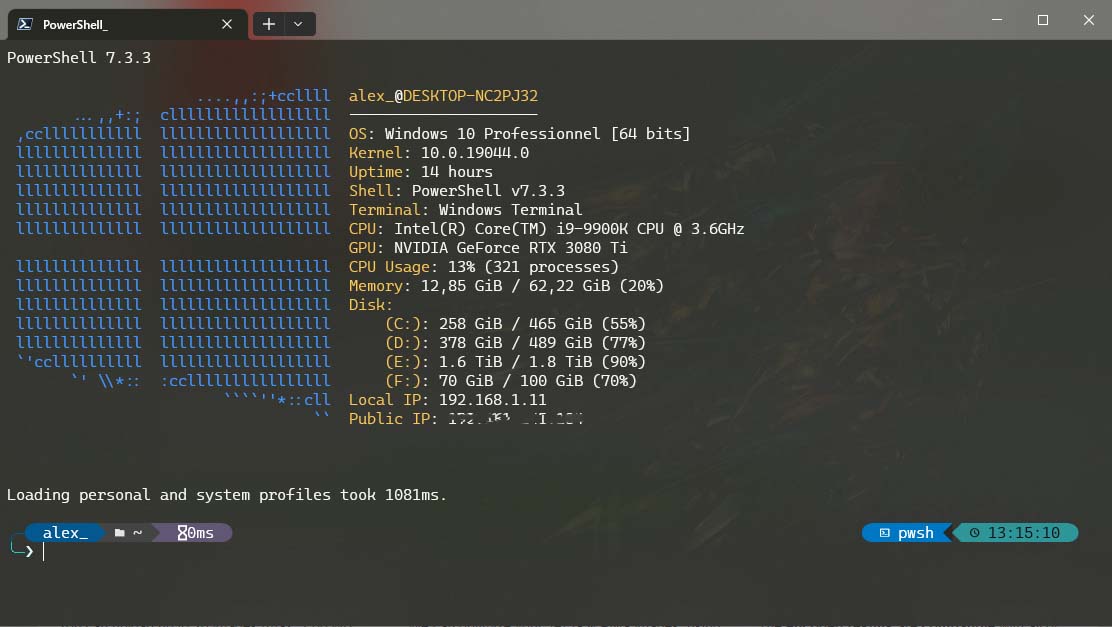 PowerShell_
PowerShell 7.3.3
....,,:;+ccllll alex_@DESKTOP-NC2PJ32
...,,+:; clllllllllllllllll
,cclllllllllll lllllllllllllllllll OS: Windows 10 Professionnel [64 bits]
llllllllllllll lllllllllllllllllll Kernel: 10.0.19044.0
llllllllllllll lllllllllllllllllll Uptime: 14 hours
llllllllllllll lllllllllllllllllll Shell: PowerShell v7.3.3
llllllllllllll lllllllllllllllllll Terminal: Windows Terminal
llllllllllllll lllllllllllllllllll CPU: Intel(R) Core(TM) i9-9900K CPU @ 3.6GHz
GPU: NVIDIA GeForce RTX 3080 Ti
llllllllllllll lllllllllllllllllll CPU Usage: 13% (321 processes)
llllllllllllll lllllllllllllllllll Memory: 12,85 GiB / 62,22 GiB (20%)
llllllllllllll lllllllllllllllllll Disk:
llllllllllllll lllllllllllllllllll (C:): 258 GiB / 465 GiB (55%)
llllllllllllll lllllllllllllllllll (D:): 378 GiB / 489 GiB (77%)
`'ccllllllllll lllllllllllllllllll (E:): 1.6 TiB / 1.8 TiB (90%)
`' \\*:: :ccllllllllllllllll (F:): 70 GiB / 100 GiB (70%)
````''*::cll Local IP: 192.168.1.11
`` Public IP:
Loading personal and system profiles took 1081ms.
alex_ ~ 0ms pwsh 13:15:10